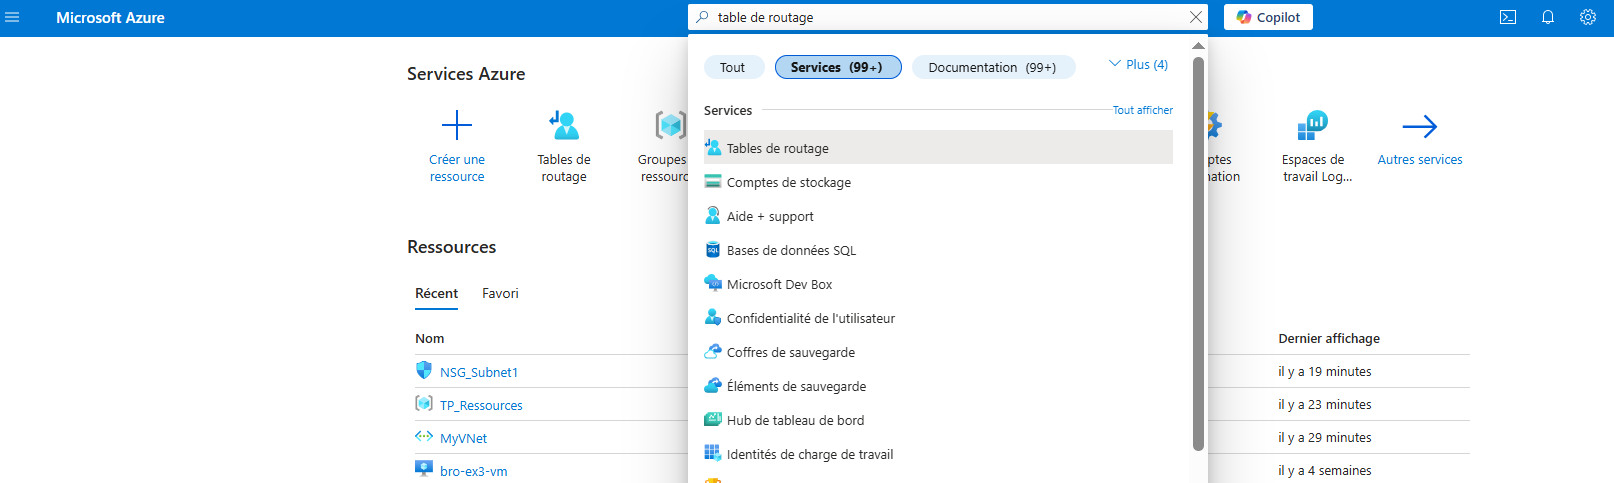 Microsoft Azure
table de routage
Copilot
Tout
Services (99+)
Documentation (99+)
Plus (4)
Services
Tout afficher
Tables de routage
Comptes de stockage
Aide + support
Bases de données SQL
Microsoft Dev Box
Confidentialité de l'utilisateur
Coffres de sauvegarde
Éléments de sauvegarde
Hub de tableau de bord
Identités de charge de travail
Services Azure
Créer une
ressource
Tables de
routage
Groupes
Espaces de
travail Log...
Autres services
Ressources
Récent
Favori
Nom
Dernier affichage
NSG_Subnet1
il y a 19 minutes
TP_Ressources
il y a 23 minutes
MyVNet
il y a 29 minutes
bro-ex3-vm
il y a 4 semaines